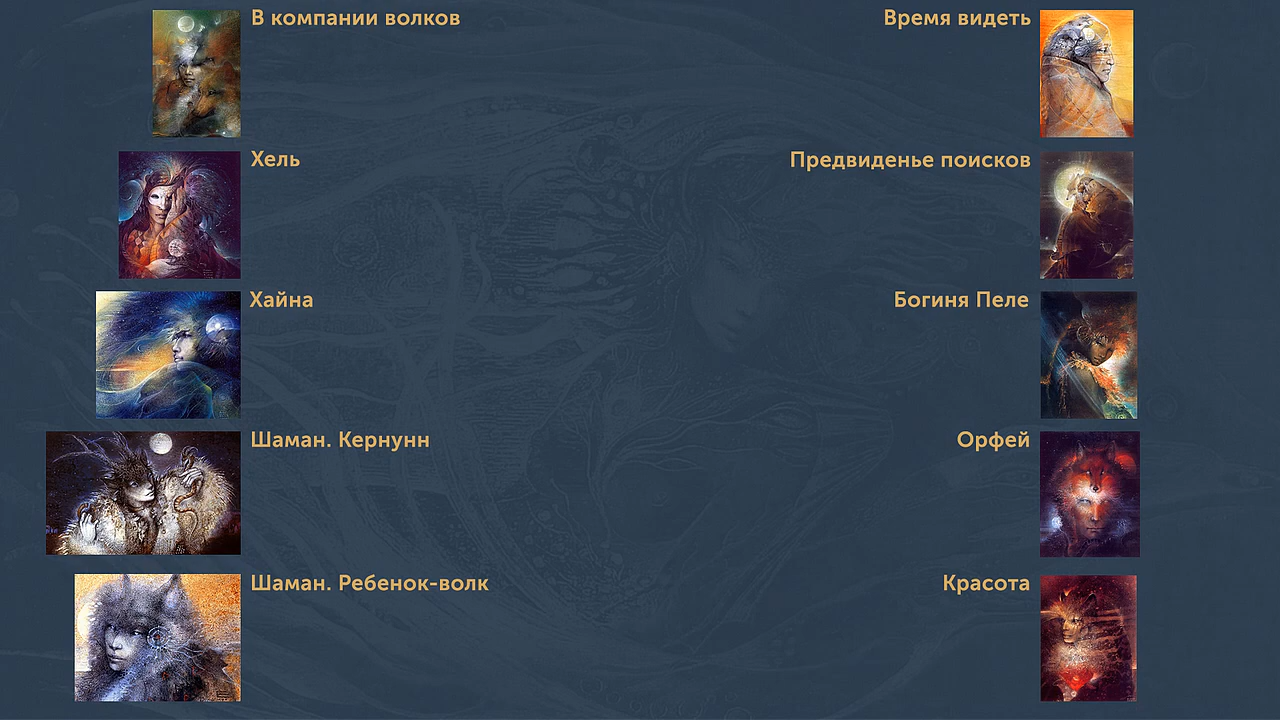 В компании волков
Время видеть
Хель
Предвиденье поисков
Хайна
Богиня Пеле
Шаман. Кернунн
Орфей
Шаман. Ребенок-волк
Красота